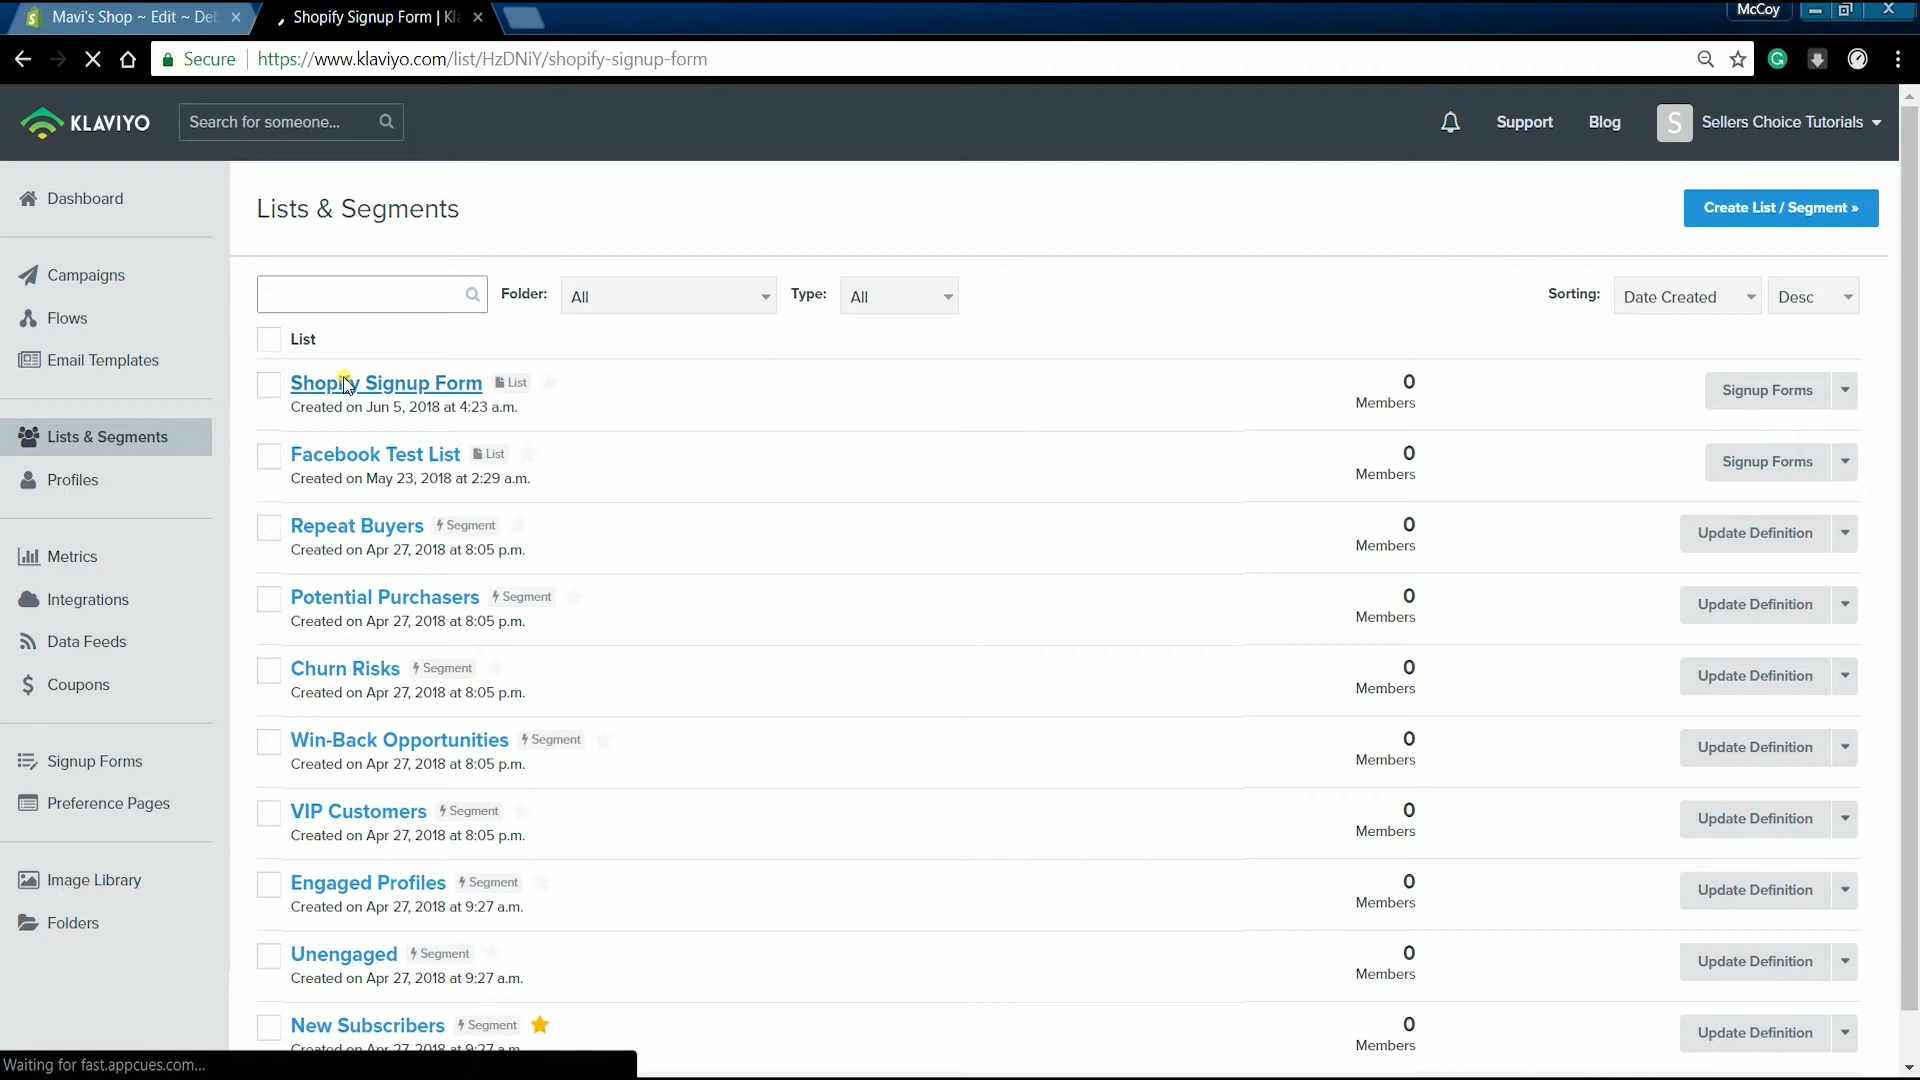 Mavi's Shop ~ Edit ~ Del
Shopify Signup Form | Kl
McCoy
Secure
https://www.klaviyo.com/list/HzDNiY/shopify-signup-form
KLAVIYO
Search for someone...
Support
Blog
S
Sellers Choice Tutorials
Dashboard
Campaigns
Flows
Email Templates
Lists & Segments
Profiles
Metrics
Integrations
Data Feeds
Coupons
Signup Forms
Preference Pages
Image Library
Folders
Lists & Segments
Create List / Segment »
Folder: All
Type: All
Sorting: Date Created
Desc
List
Shopify Signup Form List
Created on Jun 5, 2018 at 4:23 a.m.
0
Members
Signup Forms
Facebook Test List List
Created on May 23, 2018 at 2:29 a.m.
0
Members
Signup Forms
Repeat Buyers Segment
Created on Apr 27, 2018 at 8:05 p.m.
0
Members
Update Definition
Potential Purchasers Segment
Created on Apr 27, 2018 at 8:05 p.m.
0
Members
Update Definition
Churn Risks Segment
Created on Apr 27, 2018 at 8:05 p.m.
0
Members
Update Definition
Win-Back Opportunities Segment
Created on Apr 27, 2018 at 8:05 p.m.
0
Members
Update Definition
VIP Customers Segment
Created on Apr 27, 2018 at 8:05 p.m.
0
Members
Update Definition
Engaged Profiles Segment
Created on Apr 27, 2018 at 9:27 a.m.
0
Members
Update Definition
Unengaged Segment
Created on Apr 27, 2018 at 9:27 a.m.
0
Members
Update Definition
New Subscribers Segment
Created on Apr 27, 2018 at 9:27 a.m.
0
Members
Update Definition
Waiting for fast.appcues.com...